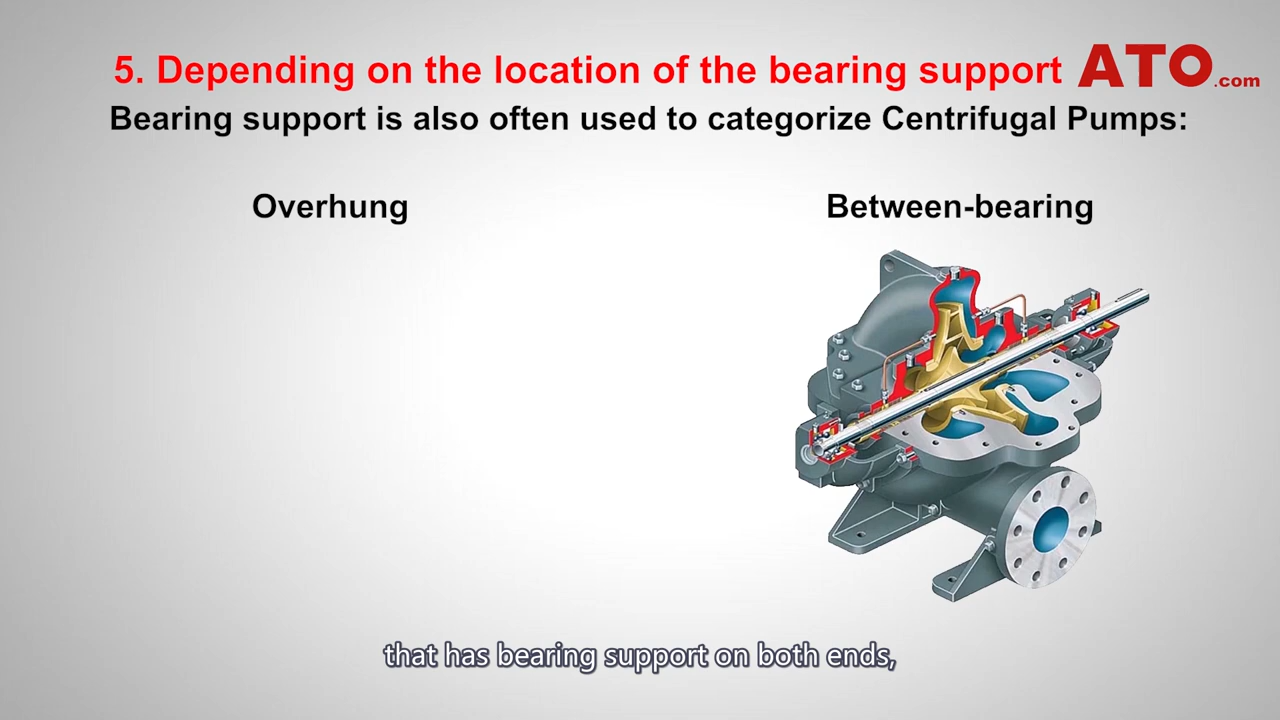 5. Depending on the location of the bearing support
ATO.com
Bearing support is also often used to categorize Centrifugal Pumps:
Overhung
Between-bearing
that has bearing support on both ends,